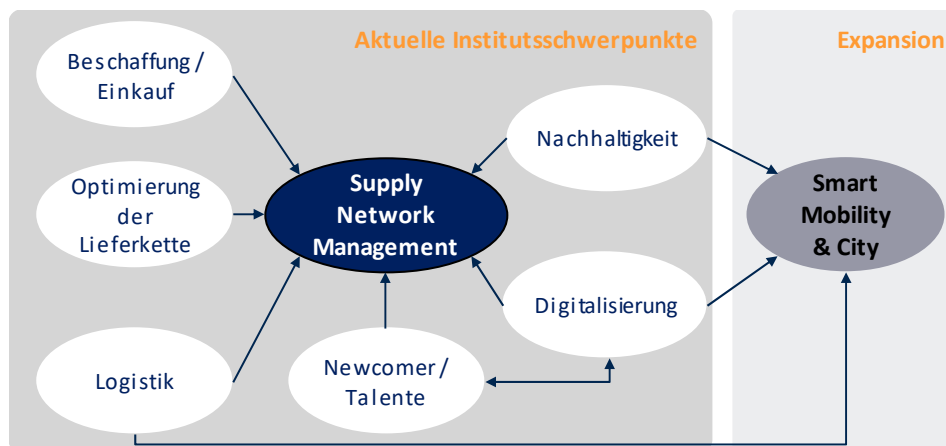 Aktuelle Institutsschwerpunkte
Expansion
Beschaffung/
Einkauf
Nachhaltigkeit
Optimierung
der
Lieferkette
Supply
Network
Management
Smart
Mobility
& City
Digitalisierung
Logistik
Newcomer/
Talente